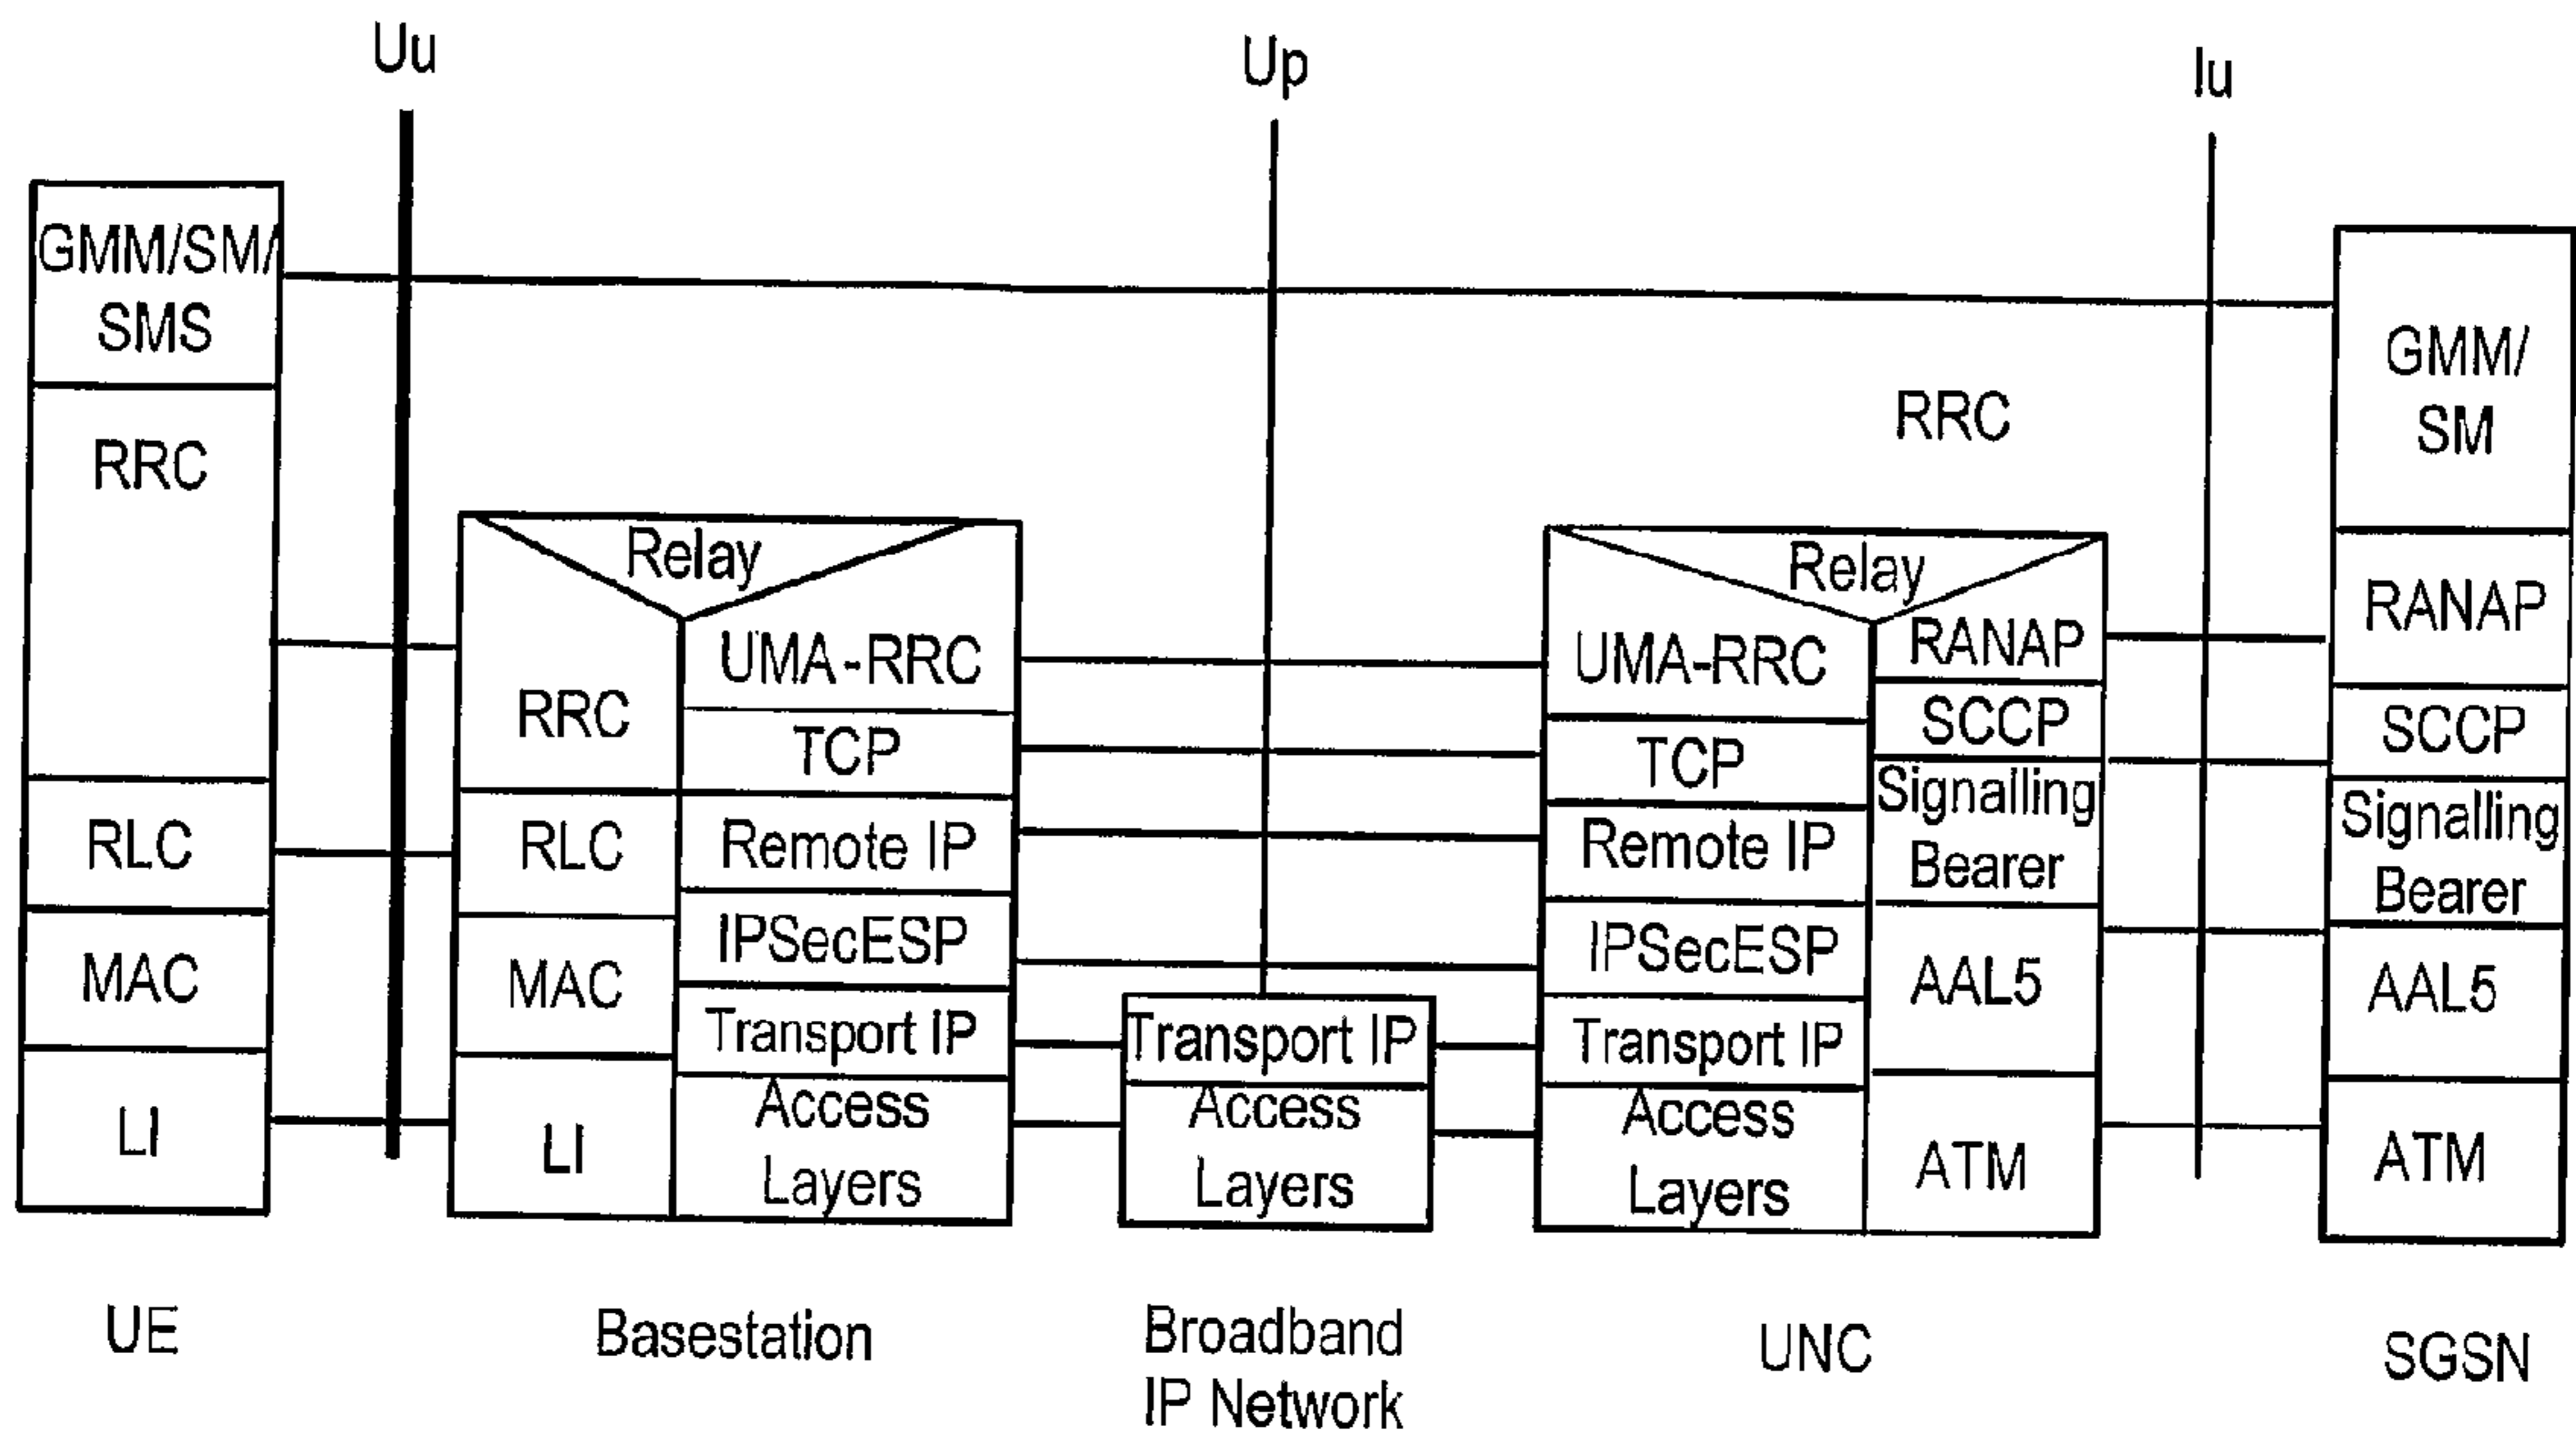 Uu
Up
Iu
GMM/SM/
SMS
RRC
RLC
MAC
LI
Relay
RRC
RLC
MAC
LI
UMA-RRC
TCP
Remote IP
IPSecESP
Transport IP
Access
Layers
Transport IP
Access
Layers
RRC
Relay
UMA-RRC
TCP
Remote IP
IPSecESP
Transport IP
Access
Layers
RANAP
SCCP
Signalling
Bearer
AAL5
ATM
GMM/
SM
RANAP
SCCP
Signalling
Bearer
AAL5
ATM
UE
Basestation
Broadband
IP Network
UNC
SGSN